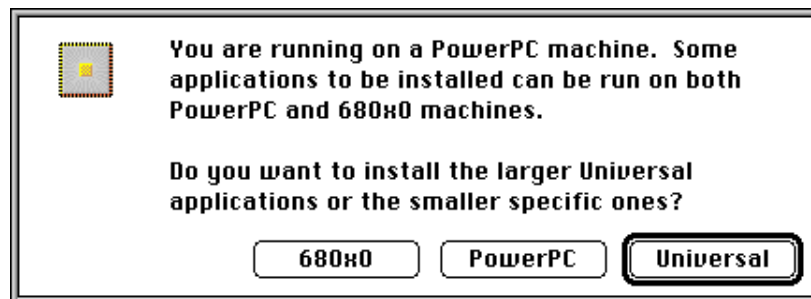 You are running on a PowerPC machine.  Some
applications to be installed can be run on both
PowerPC and 680x0 machines.
Do you want to install the larger Universal
applications or the smaller specific ones?
680x0 PowerPC Universal